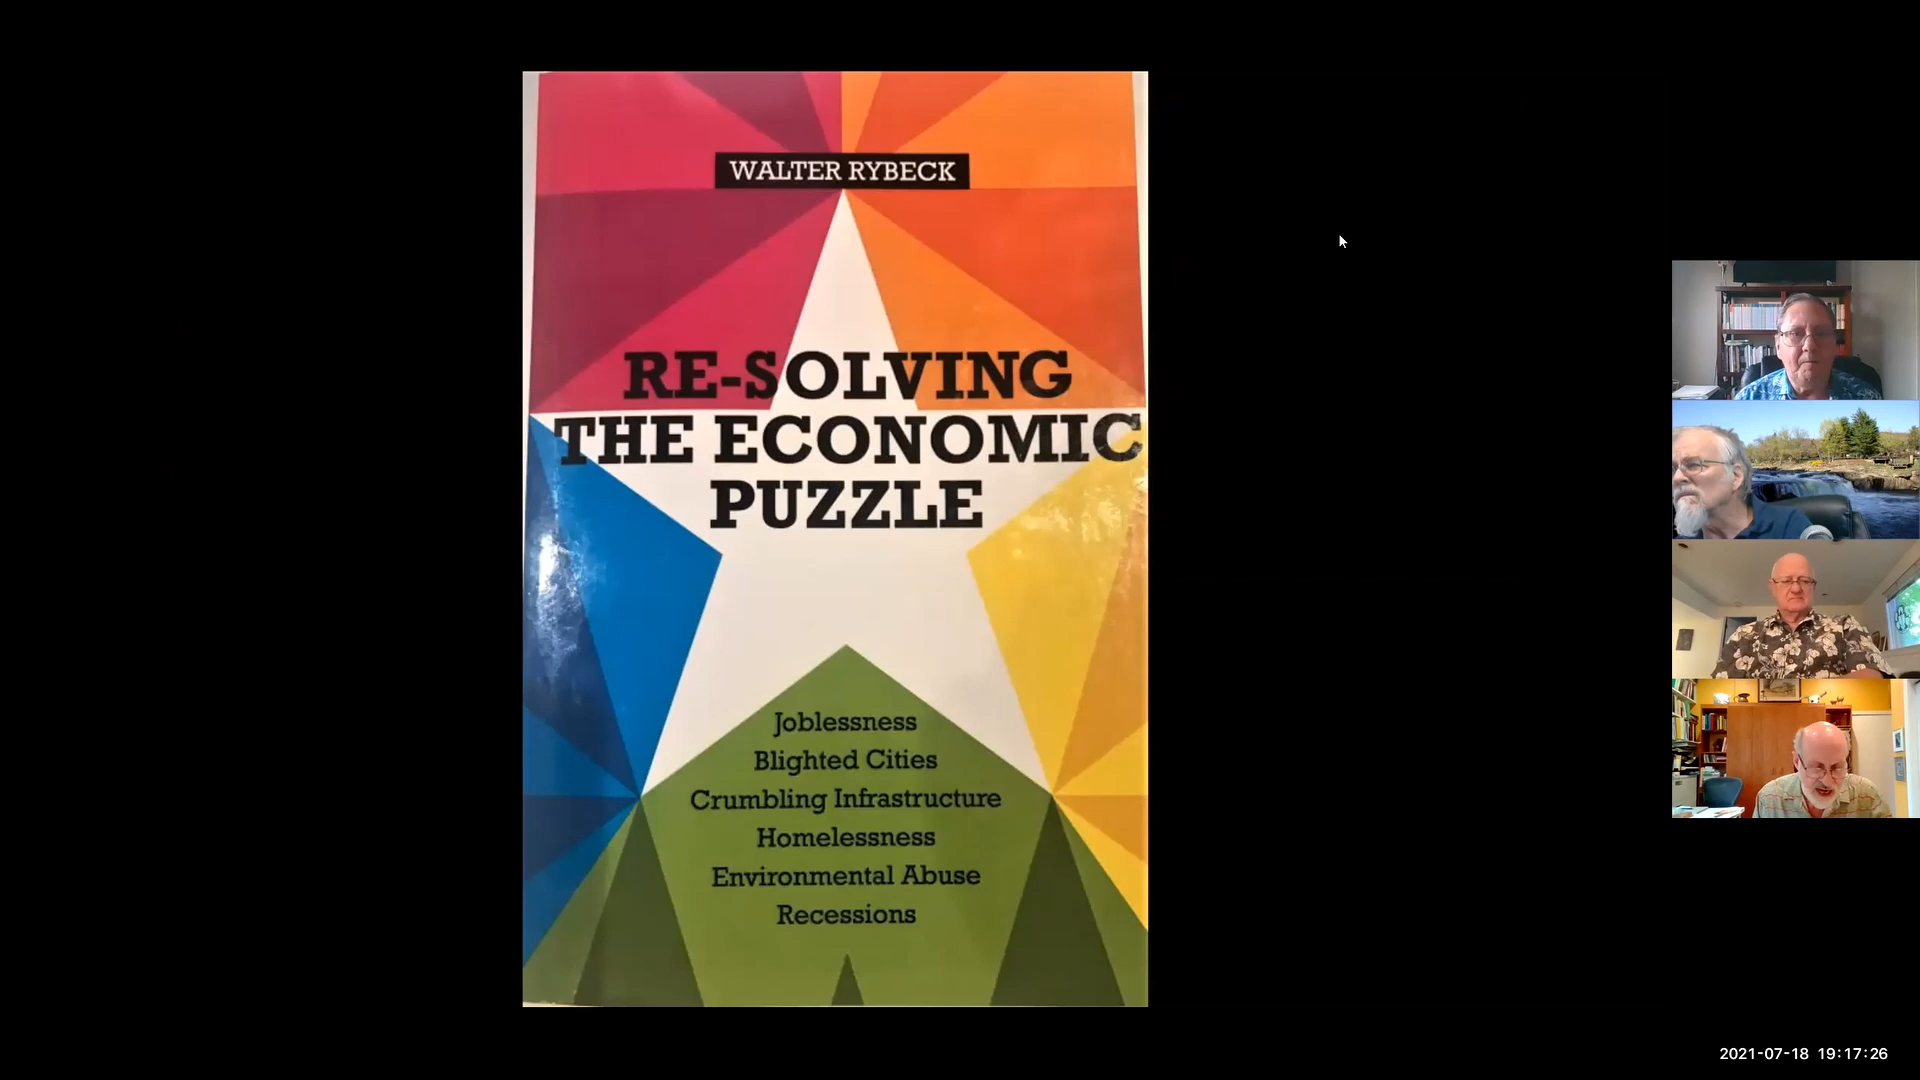 WALTER RYBECK
RE-SOLVING
THE ECONOMIC
PUZZLE
Joblessness
Blighted Cities
Crumbling Infrastructure
Homelessness
Environmental Abuse
Recessions
2021-07-18 19:17:26